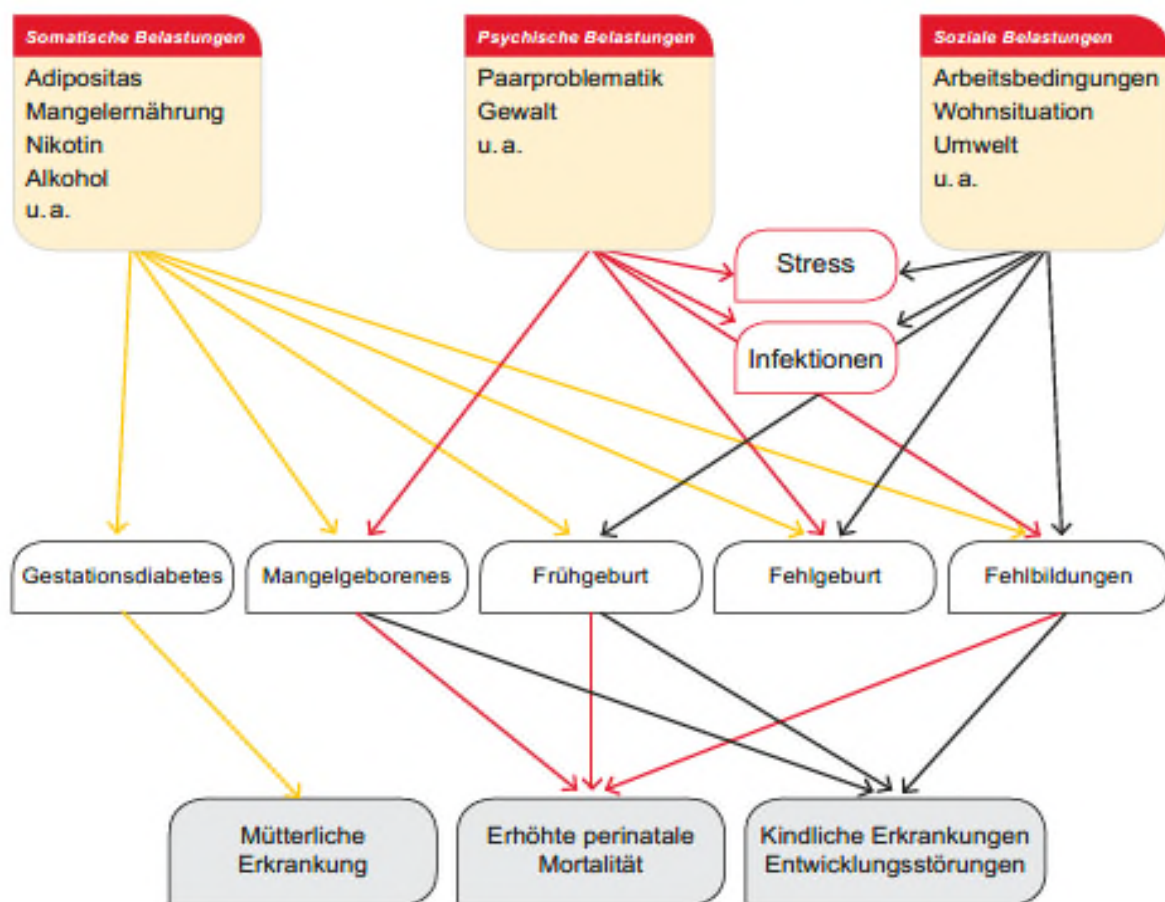 Somatische Belastungen
Adipositas
Mangelernährung
Nikotin
Alkohol
u. a.
Psychische Belastungen
Paarproblematik
Gewalt
u. a.
Soziale Belastungen
Arbeitsbedingungen
Wohnsituation
Umwelt
u. a.
Stress
Infektionen
Gestationsdiabetes
Mangelgeborenes
Frühgeburt
Fehlgeburt
Fehlbildungen
Mütterliche
Erkrankung
Erhöhte perinatale
Mortalität
Kindliche Erkrankungen
Entwicklungsstörungen